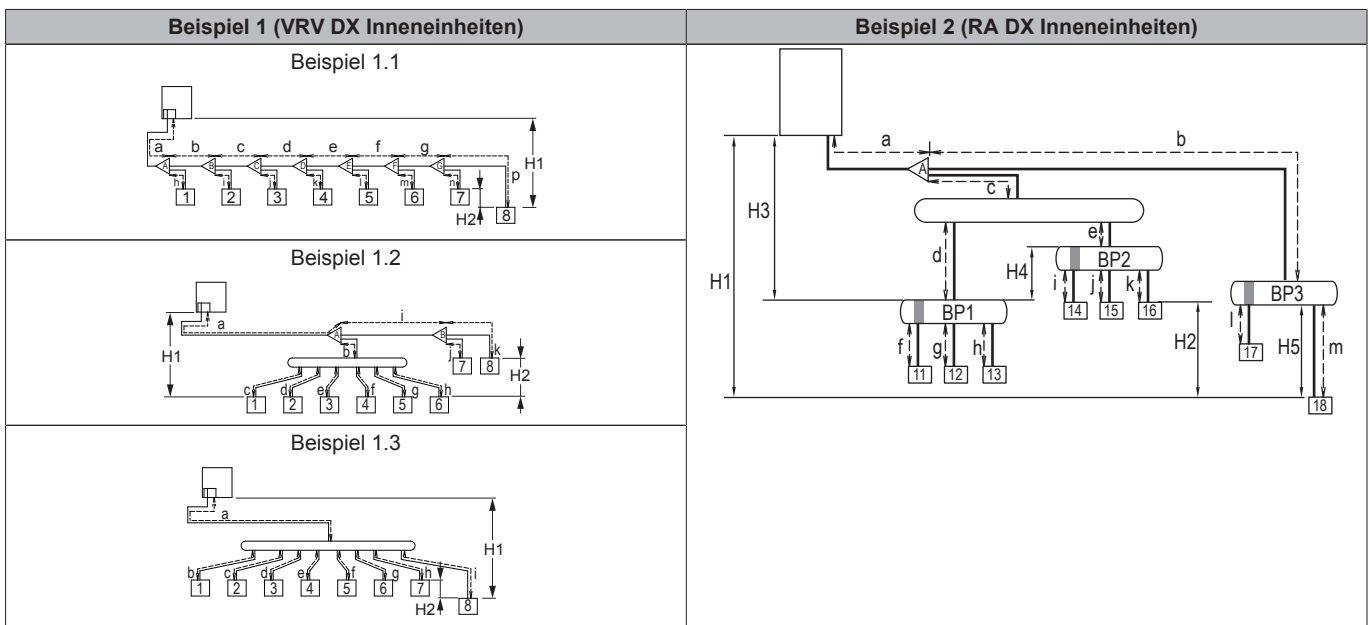 Beispiel 1 (VRV DX Inneneinheiten)
Beispiel 2 (RA DX Inneneinheiten)
Beispiel 1.1
a b c d e f g
A B C D E F G
h i j k l m n p
1 2 3 4 5 6 7 8
H1
H2
Beispiel 1.2
a i
A B
b j k
7 8
H1
H2
c d e f g h
1 2 3 4 5 6
Beispiel 1.3
a
H1
b c d e f g h i
1 2 3 4 5 6 7 8
H2
a b
A
c
H3
H1
d e
H4
BP2
i j k
14 15 16
BP1
H2
f g h
11 12 13
BP3
l H5 m
17
18